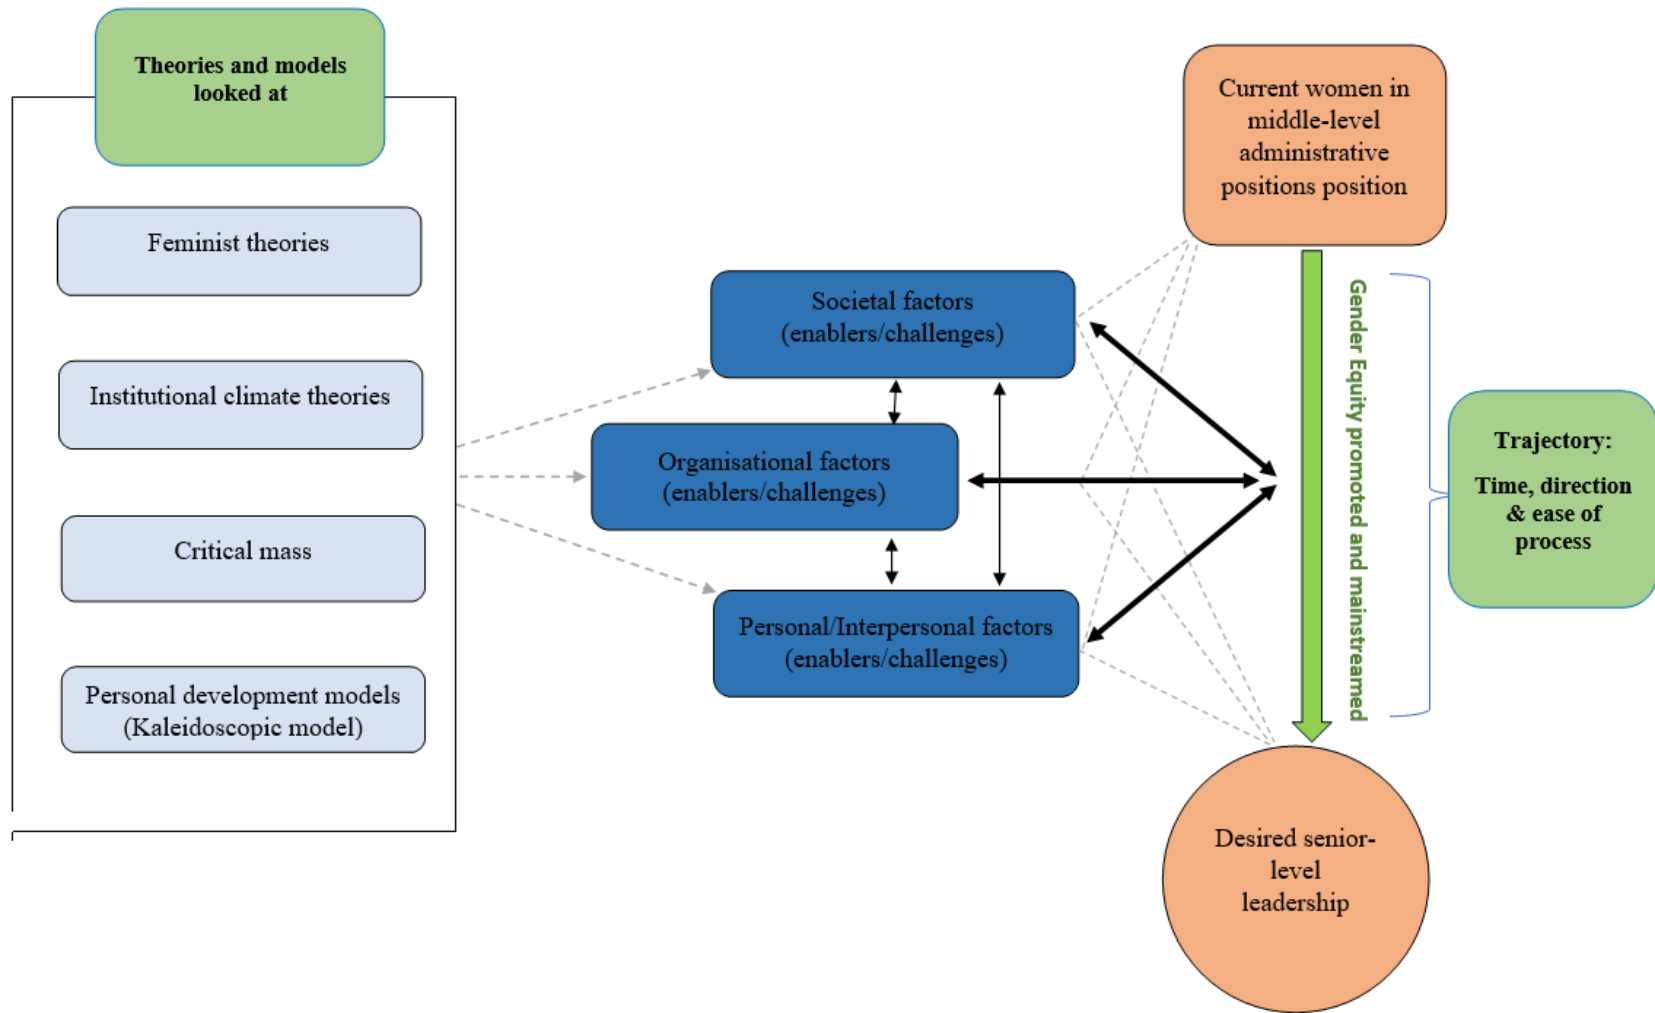 Theories and models
looked at
Feminist theories
Institutional climate theories
Critical mass
Personal development models
(Kaleidoscopic model)
Societal factors
(enablers/challenges)
Organisational factors
(enablers/challenges)
Personal/Interpersonal factors
(enablers/challenges)
Current women in
middle-level
administrative
positions position
Gender Equity promoted and mainstreamed
Trajectory:
Time, direction
& ease of
process
Desired senior-
level
leadership